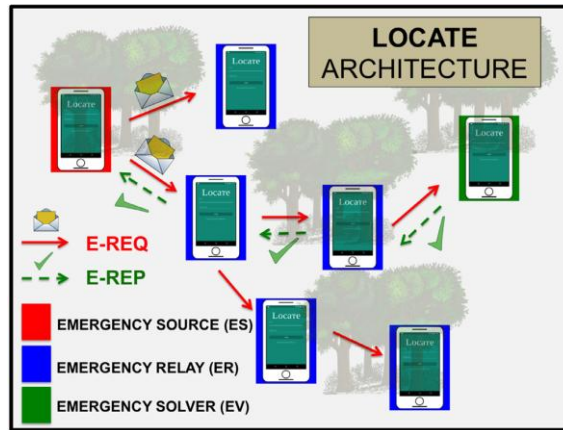 LOCATE
ARCHITECTURE
Locate
Locate
Locate
Locate
Locate
Locate
Locate
E-REQ
E-REP
EMERGENCY SOURCE (ES)
EMERGENCY RELAY (ER)
EMERGENCY SOLVER (EV)